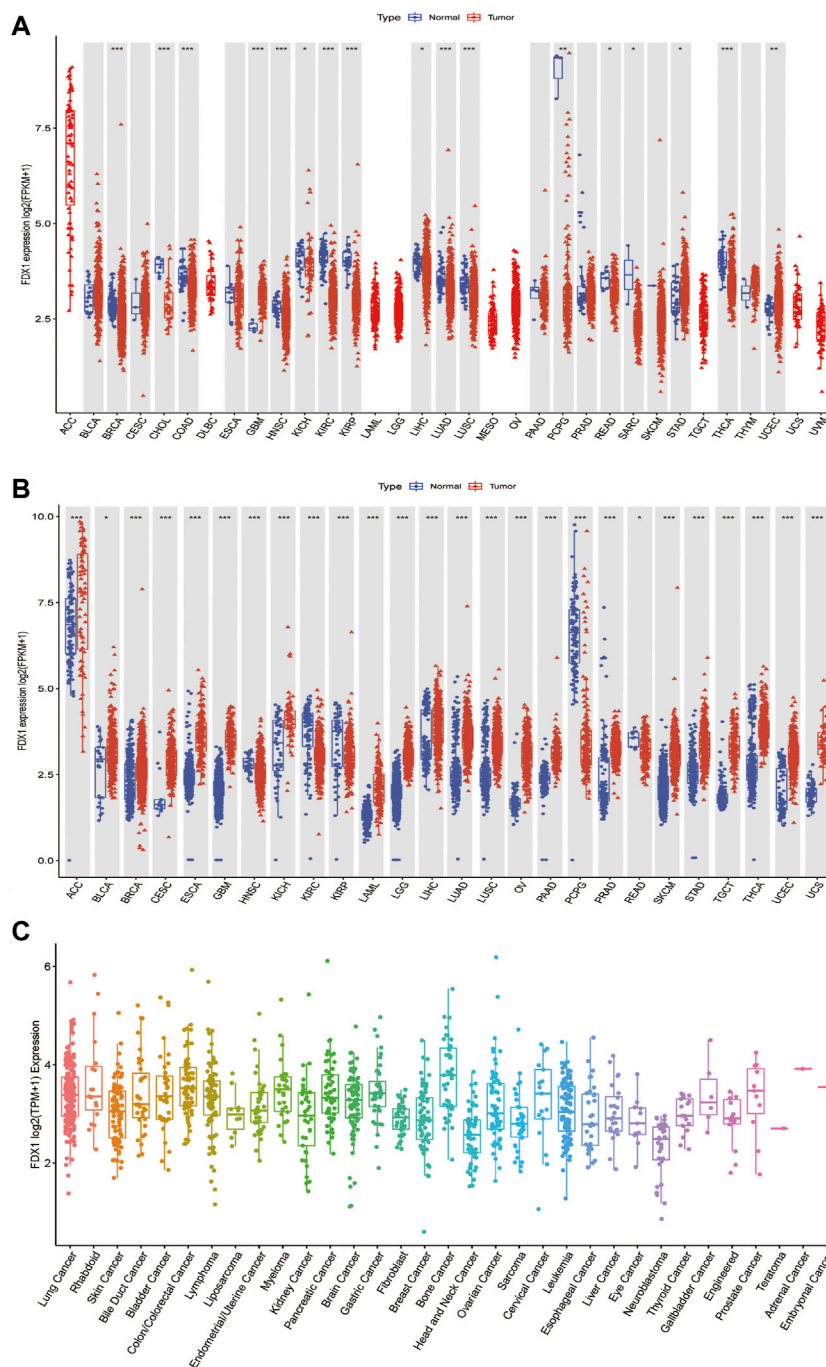 A
Type Normal Tumor
*** *** *** *** *** * *** *** * *** *** ** * * * *** **
FDX1 expression log2(FPKM+1)
7.5
5.0
2.5
ACC BLCA BRCA CESC CHOL COAD DLBC ESCA GBM HNSC KICH KIRC KIRP LAML LGG LIHC LUAD LUSC MESO OV PAAD PCPG PRAD READ SARC SKCM STAD TGCT THCA THYM UCEC UCS UVM
B
Type Normal Tumor
*** * *** *** *** *** *** *** *** *** *** *** *** *** *** *** *** *** *** * *** *** *** *** *** ***
FDX1 expression log2(FPKM+1)
10.0
7.5
5.0
2.5
0.0
ACC BLCA BRCA CESC ESCA GBM HNSC KICH KIRC KIRP LAML LGG LIHC LUAD LUSC OV PAAD PCPG PRAD READ SKCM STAD TGCT THCA UCEC UCS
C
FDX1 log2(TPM+1) Expression
6
4
2
Lung Cancer
Rhabdoid
Skin Cancer
Bile Duct Cancer
Bladder Cancer
Colon/Colorectal Cancer
Lymphoma
Liposarcoma
Endometrial/Uterine Cancer
Myeloma
Kidney Cancer
Pancreatic Cancer
Brain Cancer
Gastric Cancer
Fibroblast
Breast Cancer
Bone Cancer
Head and Neck Cancer
Ovarian Cancer
Sarcoma
Cervical Cancer
Leukemia
Esophageal Cancer
Liver Cancer
Eye Cancer
Neuroblastoma
Thyroid Cancer
Gallbladder Cancer
Engineered
Prostate Cancer
Teratoma
Adrenal Cancer
Embryonal Cancer